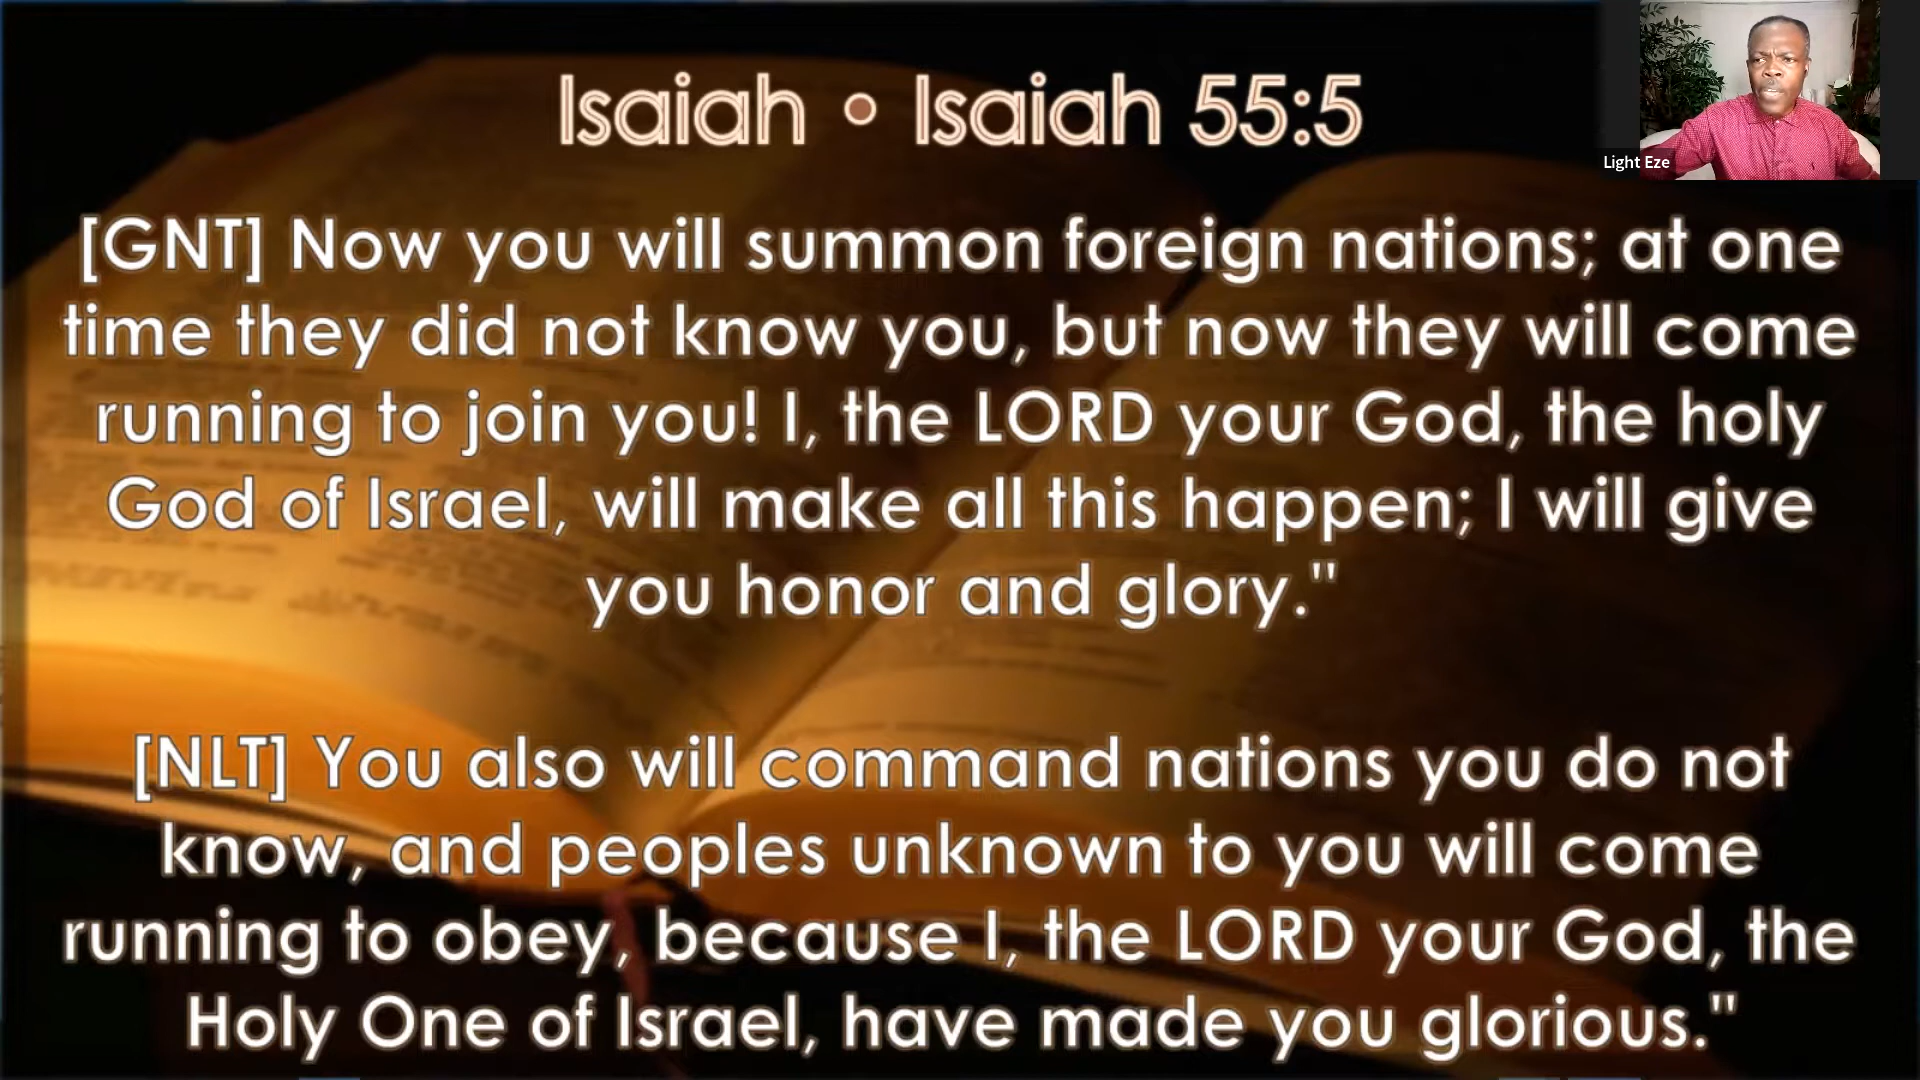 Isaiah • Isaiah 55:5
Light Eze
[GNT] Now you will summon foreign nations; at one
time they did not know you, but now they will come
running to join you! I, the LORD your God, the holy
God of Israel, will make all this happen; I will give
you honor and glory."
[NLT] You also will command nations you do not
know, and peoples unknown to you will come
running to obey, because I, the LORD your God, the
Holy One of Israel, have made you glorious."